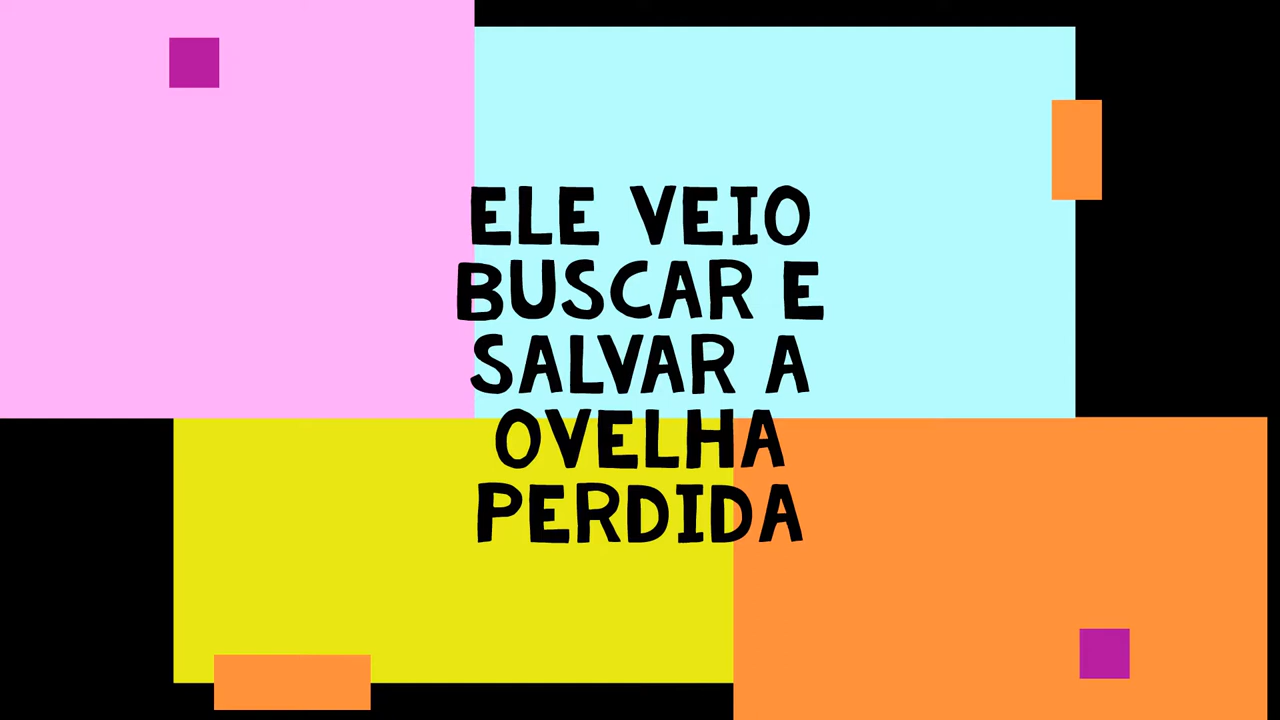 ELE VEIO
BUSCAR E
SALVAR A
OVELHA
PERDIDA